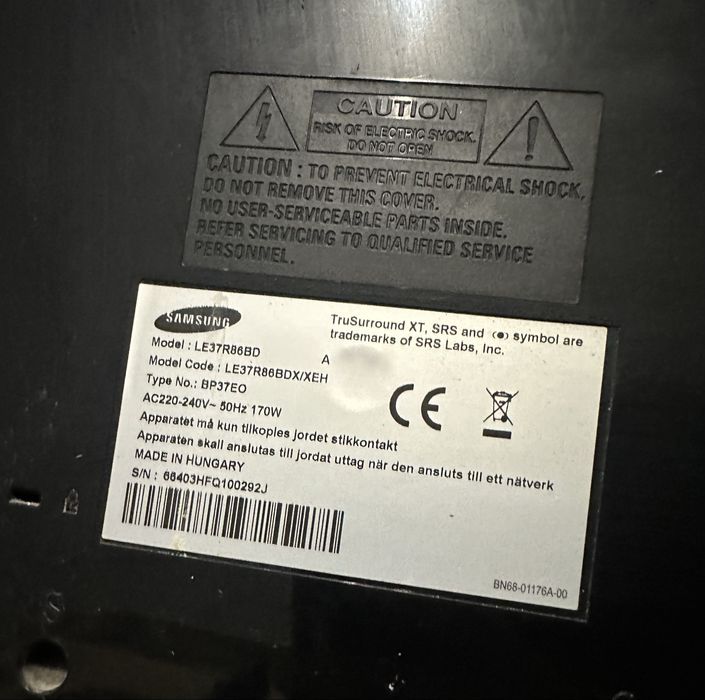 CAUTION
RISK OF ELECTRIC SHOCK.
DO NOT OPEN
CAUTION : TO PREVENT ELECTRICAL SHOCK,
DO NOT REMOVE THIS COVER.
NO USER-SERVICEABLE PARTS INSIDE.
REFER SERVICING TO QUALIFIED SERVICE
PERSONNEL.
SAMSUNG
TruSurround XT, SRS and (●) symbol are
trademarks of SRS Labs, Inc.
Model : LE37R86BD
A
Model Code : LE37R86BDX/XEH
Type No.: BP37EO
AC220-240V~ 50Hz 170W
Apparatet må kun tilkoples jordet stikkontakt
Apparaten skall anslutas till jordat uttag när den ansluts till ett nätverk
MADE IN HUNGARY
S/N : 66403HFQ100292J
CE
BN68-01176A-00